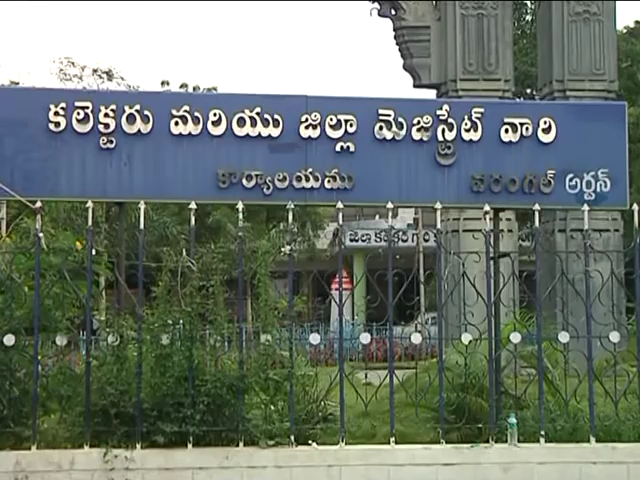 కలెక్టరు మరియు జిల్లా మెజిస్ట్రేట్ వారి
కార్యాలయము వరంగల్ అర్బన్